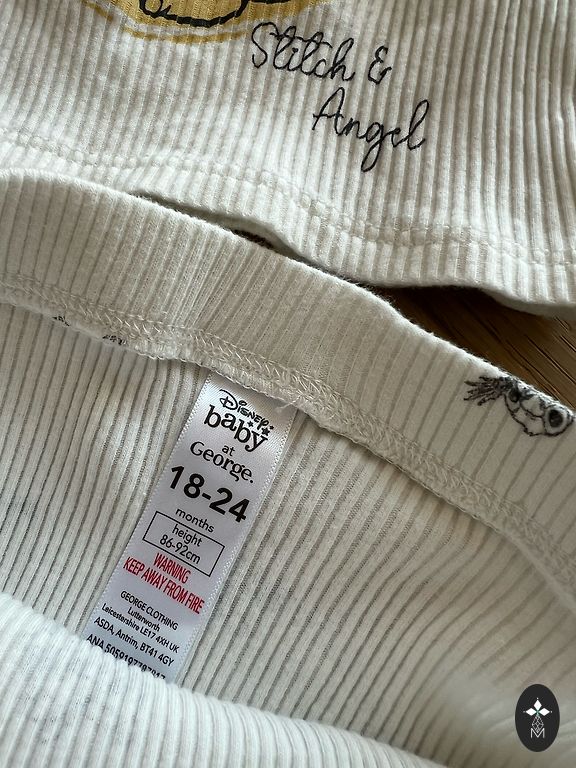 Stitch &
Angel
Disney
baby
at
George.
18-24
months
height
86-92cm
WARNING
KEEP AWAY FROM FIRE
GEORGE CLOTHING
Lutterworth
Leicestershire LE17 4XH UK
ASDA, Antrim, BT41 4GY
M